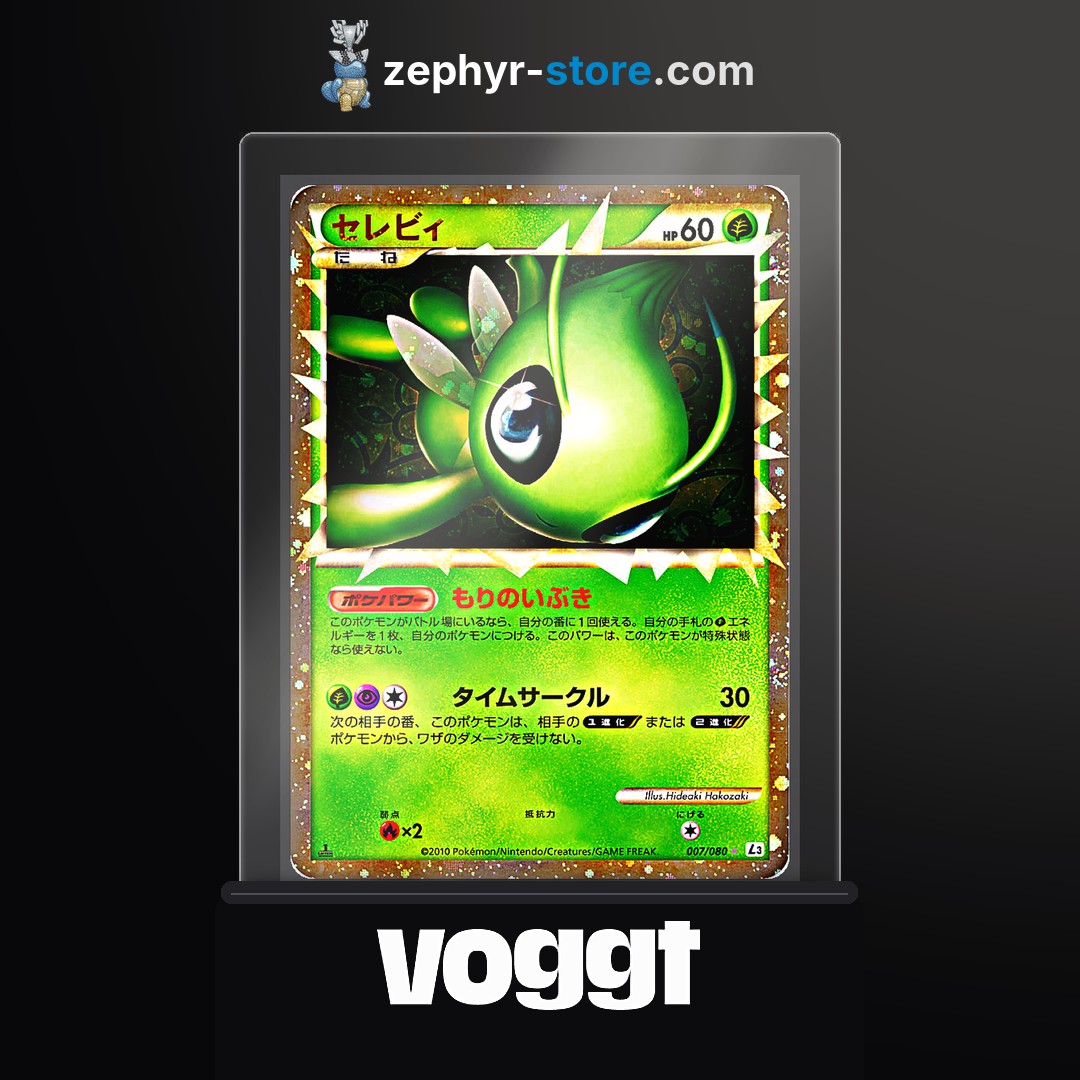 zephyr-store.com
セレビィ
HP60
たね
ポケパワー もりのいぶき
このポケモンがバトル場にいるなら、自分の番に1回使える。自分の手札の エネ
ルギーを1枚、自分のポケモンにつける。このパワーは、このポケモンが特殊状態
なら使えない。
タイムサークル 30
次の相手の番、このポケモンは、相手の 1進化 または 2進化
ポケモンから、ワザのダメージを受けない。
Illus.Hideaki Hakozaki
弱点 抵抗力 にげる
×2
©2010 Pokémon/Nintendo/Creatures/GAME FREAK. 007/080 L3
voggt